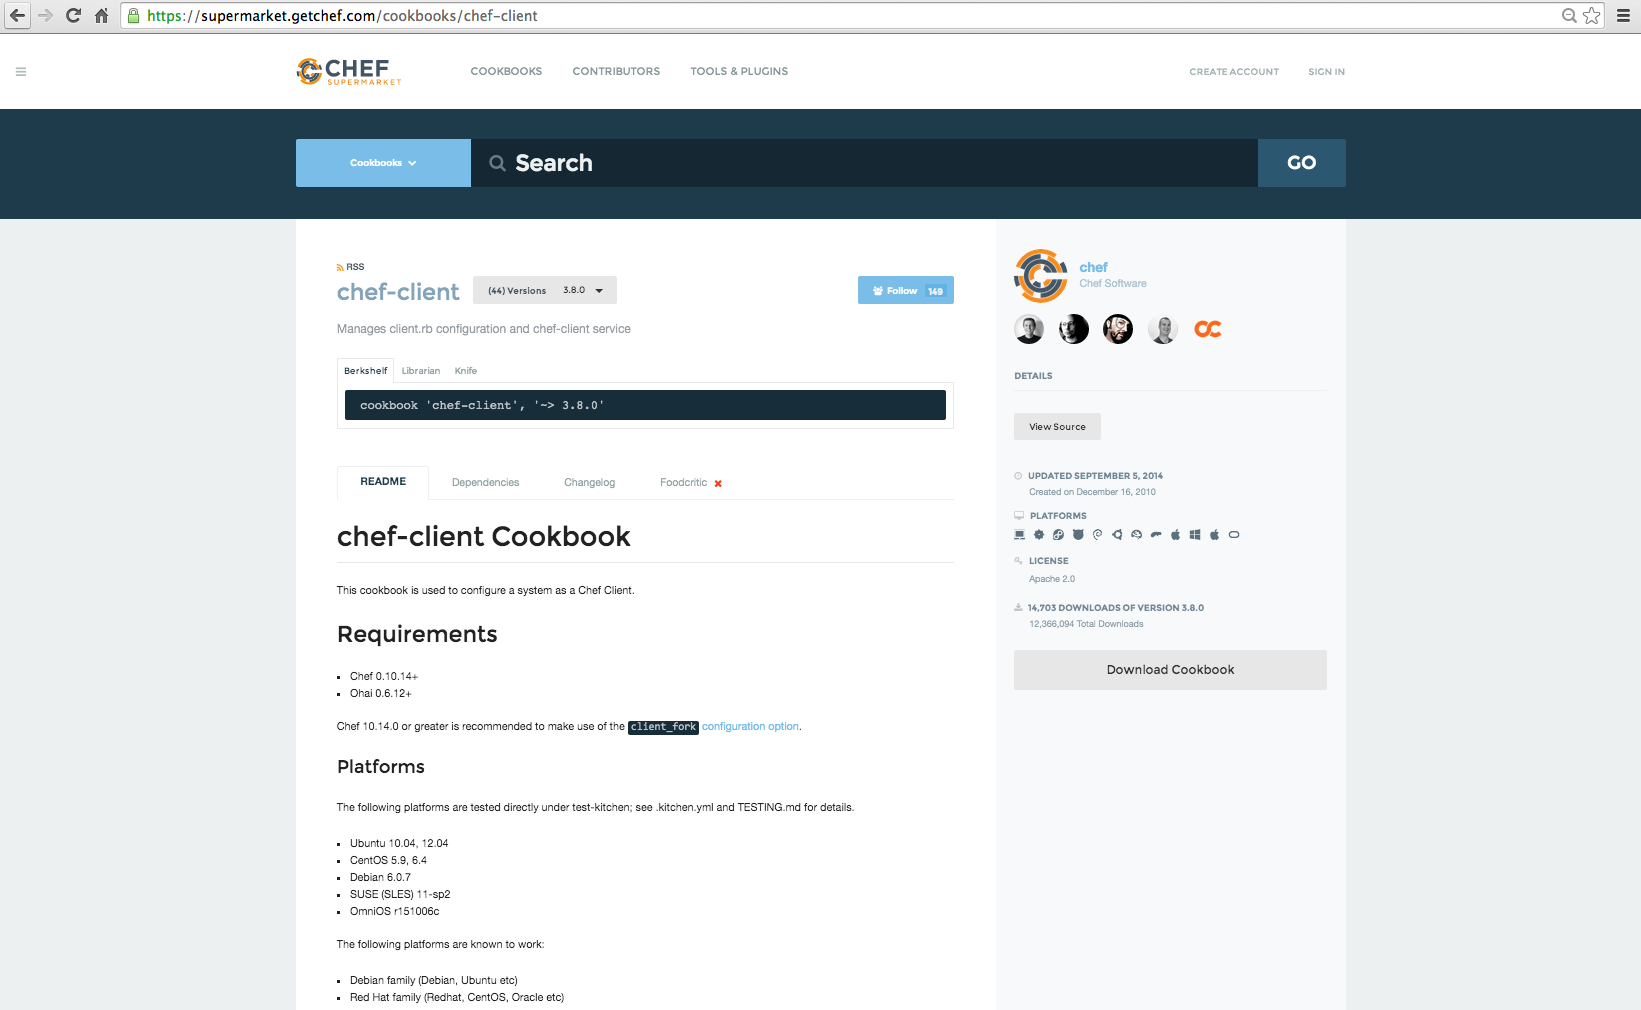 https://supermarket.getchef.com/cookbooks/chef-client
CHEF
SUPERMARKET
COOKBOOKS CONTRIBUTORS TOOLS & PLUGINS
CREATE ACCOUNT SIGN IN
Cookbooks Search GO
RSS
chef-client (44) Versions 3.8.0
Follow 149
Manages client.rb configuration and chef-client service
Berkshelf Librarian Knife
cookbook 'chef-client', '~> 3.8.0'
README Dependencies Changelog Foodcritic
chef-client Cookbook
This cookbook is used to configure a system as a Chef Client.
Requirements
Chef 0.10.14+
Ohai 0.6.12+
Chef 10.14.0 or greater is recommended to make use of the client_fork configuration option.
Platforms
The following platforms are tested directly under test-kitchen; see .kitchen.yml and TESTING.md for details.
Ubuntu 10.04, 12.04
CentOS 5.9, 6.4
Debian 6.0.7
SUSE (SLES) 11-sp2
OmniOS r151006c
The following platforms are known to work:
Debian family (Debian, Ubuntu etc)
Red Hat family (Redhat, CentOS, Oracle etc)
chef
Chef Software
DETAILS
View Source
UPDATED SEPTEMBER 5, 2014
Created on December 16, 2010
PLATFORMS
LICENSE
Apache 2.0
14,703 DOWNLOADS OF VERSION 3.8.0
12,366,094 Total Downloads
Download Cookbook